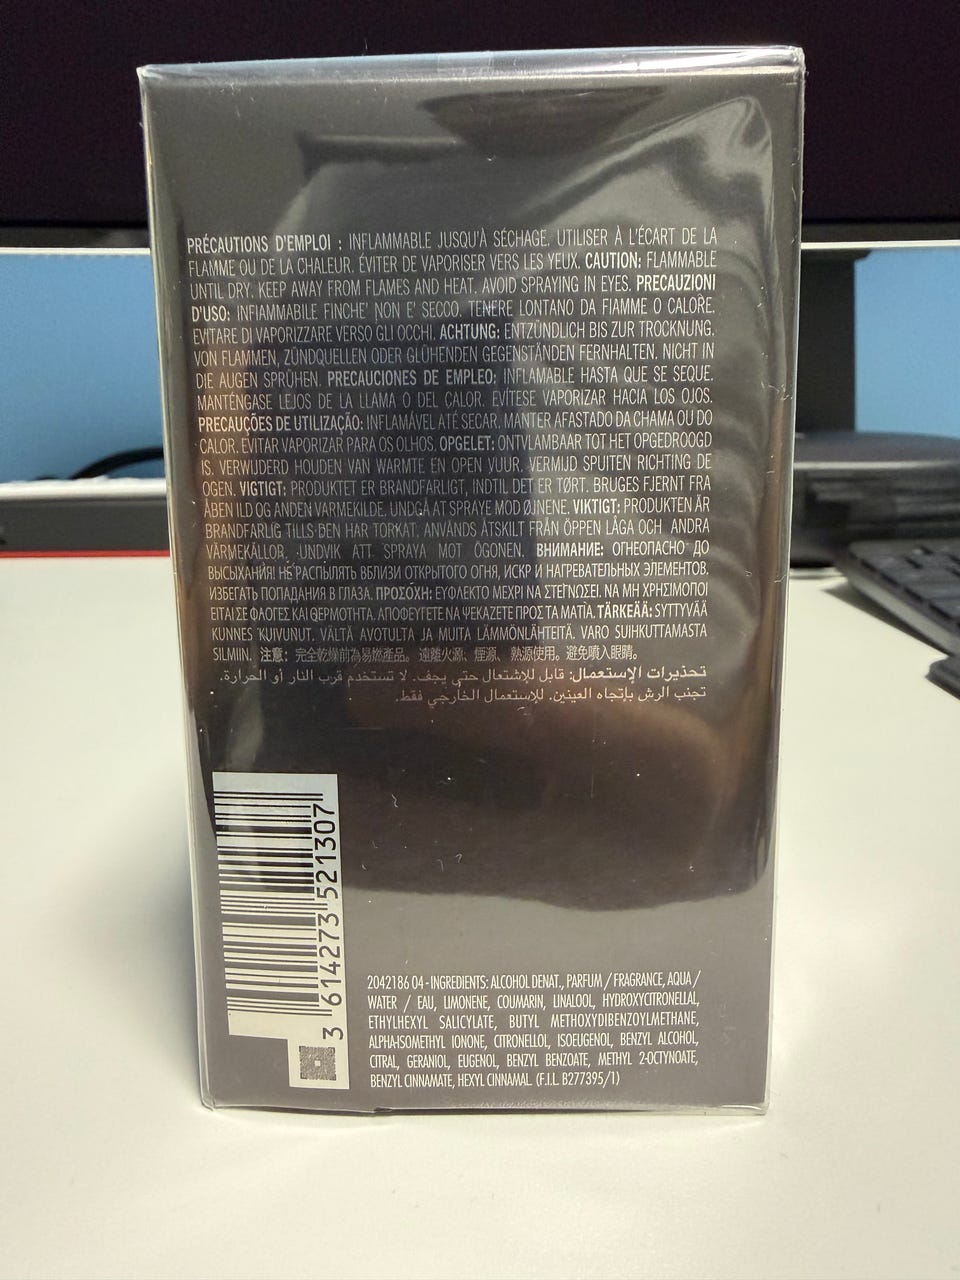 PRÉCAUTIONS D'EMPLOI : INFLAMMABLE JUSQU'À SÉCHAGE. UTILISER À L'ÉCART DE LA
FLAMME OU DE LA CHALEUR. ÉVITER DE VAPORISER VERS LES YEUX. CAUTION: FLAMMABLE
UNTIL DRY. KEEP AWAY FROM FLAMES AND HEAT. AVOID SPRAYING IN EYES. PRECAUZIONI
D'USO: INFIAMMABILE FINCHE' NON E' SECCO. TENERE LONTANO DA FIAMME O CALORE.
EVITARE DI VAPORIZZARE VERSO GLI OCCHI. ACHTUNG: ENTZÜNDLICH BIS ZUR TROCKNUNG.
VON FLAMMEN, ZÜNDQUELLEN ODER GLÜHENDEN GEGENSTÄNDEN FERNHALTEN. NICHT IN
DIE AUGEN SPRÜHEN. PRECAUCIONES DE EMPLEO: INFLAMABLE HASTA QUE SE SEQUE.
MANTÉNGASE LEJOS DE LA LLAMA O DEL CALOR. EVÍTESE VAPORIZAR HACIA LOS OJOS.
PRECAUÇÕES DE UTILIZAÇÃO: INFLAMÁVEL ATÉ SECAR. MANTER AFASTADO DA CHAMA OU DO
CALOR. EVITAR VAPORIZAR PARA OS OLHOS. OPGELET: ONTVLAMBAAR TOT HET OPGEDROOGD
IS. VERWIJDERD HOUDEN VAN WARMTE EN OPEN VUUR. VERMIJD SPUITEN RICHTING DE
OGEN. VIGTIGT: PRODUKTET ER BRANDFARLIGT, INDTIL DET ER TØRT. BRUGES FJERNT FRA
ÅBEN ILD OG ANDEN VARMEKILDE. UNDGÅ AT SPRAYE MOD ØJNENE. VIKTIGT: PRODUKTEN ÄR
BRANDFARLIG TILLS DEN HAR TORKAT. ANVÄNDS ÅTSKILT FRÅN ÖPPEN LÅGA OCH ANDRA
VÄRMEKÄLLOR. UNDVIK ATT SPRAYA MOT ÖGONEN. ВНИМАНИЕ: ОГНЕОПАСНО ДО
ВЫСЫХАНИЯ! НЕ РАСПЫЛЯТЬ ВБЛИЗИ ОТКРЫТОГО ОГНЯ, ИСКР И НАГРЕВАТЕЛЬНЫХ ЭЛЕМЕНТОВ.
ИЗБЕГАТЬ ПОПАДАНИЯ В ГЛАЗА. ΠΡΟΣΟΧΗ: ΕΥΦΛΕΚΤΟ ΜΕΧΡΙ ΝΑ ΣΤΕΓΝΩΣΕΙ. ΝΑ ΜΗ ΧΡΗΣΙΜΟΠΟΙ
ΕΙΤΑΙ ΣΕ ΦΛΟΓΕΣ ΚΑΙ ΘΕΡΜΟΤΗΤΑ. ΑΠΟΦΕΥΓΕΤΕ ΝΑ ΨΕΚΑΖΕΤΕ ΠΡΟΣ ΤΑ ΜΑΤΙΑ. TÄRKEÄÄ: SYTTYVÄÄ
KUNNES KUIVUNUT. VÄLTÄ AVOTULTA JA MUITA LÄMMÖNLÄHTEITÄ. VARO SUIHKUTTAMASTA
SILMIIN. 注意: 完全乾燥前為易燃產品。 遠離火源、煙源、 熱源使用。避免噴入眼睛。
تحذيرات الإستعمال: قابل للإشتعال حتى يجف. لا تستخدم قرب النار أو الحرارة.
تجنب الرش بإتجاه العينين. للإستعمال الخارجي فقط.
3 614273 521307
2042186 04 - INGREDIENTS: ALCOHOL DENAT., PARFUM / FRAGRANCE, AQUA /
WATER / EAU, LIMONENE, COUMARIN, LINALOOL, HYDROXYCITRONELLAL,
ETHYLHEXYL SALICYLATE, BUTYL METHOXYDIBENZOYLMETHANE,
ALPHA-ISOMETHYL IONONE, CITRONELLOL, ISOEUGENOL, BENZYL ALCOHOL,
CITRAL, GERANIOL, EUGENOL, BENZYL BENZOATE, METHYL 2-OCTYNOATE,
BENZYL CINNAMATE, HEXYL CINNAMAL. (F.I.L. B277395/1)